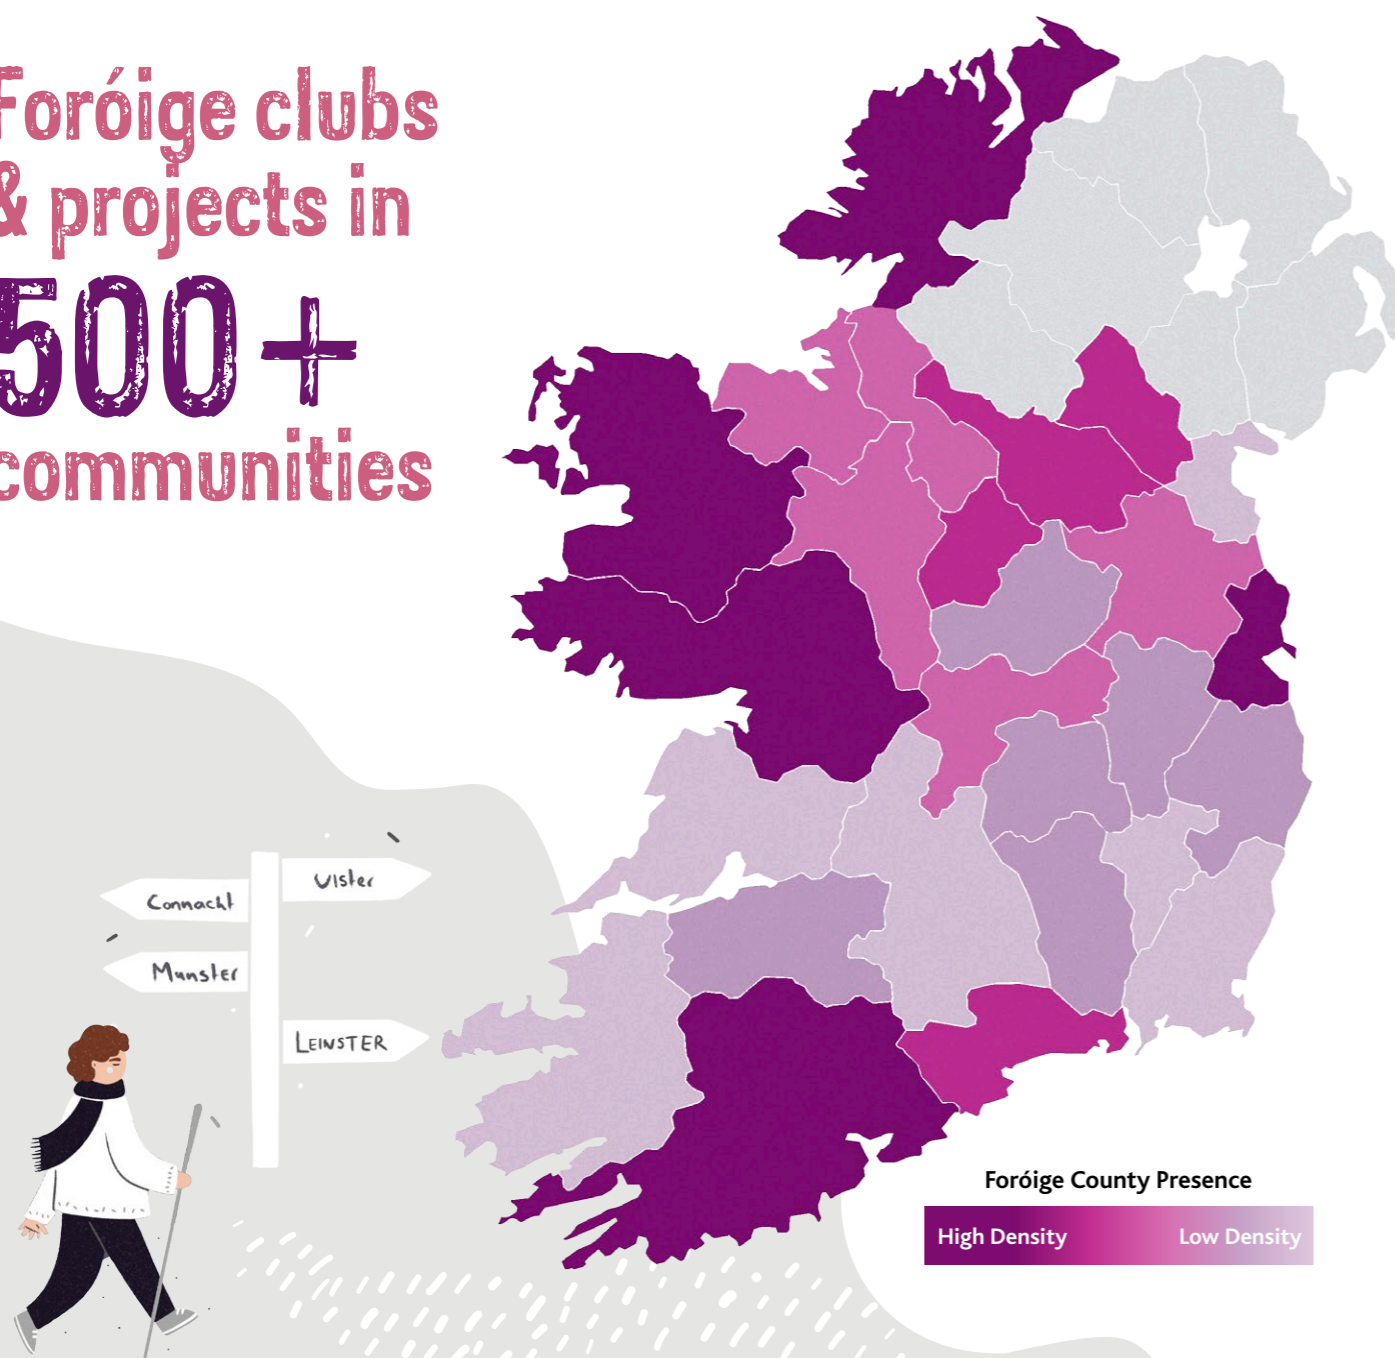 Foróige clubs
& projects in
500+
communities
Ulster
Connacht
Munster
LEINSTER
Foróige County Presence
High Density Low Density